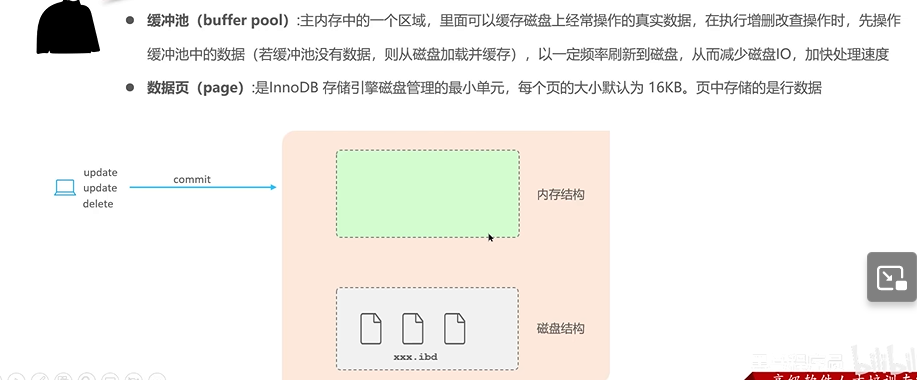 缓冲池（buffer pool）:主内存中的一个区域，里面可以缓存磁盘上经常操作的真实数据，在执行增删改查操作时，先操作
缓冲池中的数据（若缓冲池没有数据，则从磁盘加载并缓存），以一定频率刷新到磁盘，从而减少磁盘IO，加快处理速度
数据页（page）:是InnoDB 存储引擎磁盘管理的最小单元，每个页的大小默认为 16KB。页中存储的是行数据
update
update
delete
commit
内存结构
磁盘结构
xxx.ibd
bilibili